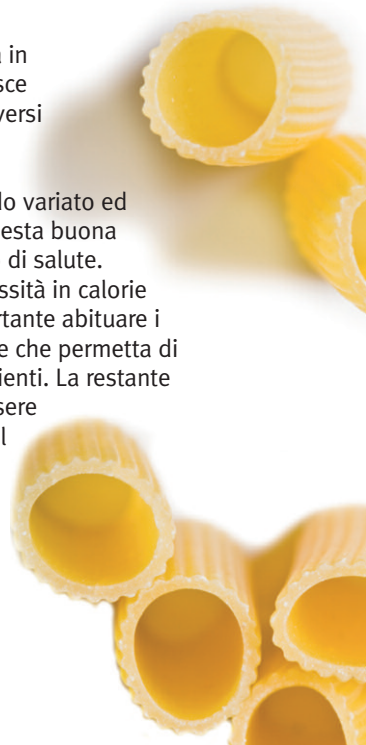 in
sce
versi
do variato ed
esta buona
di salute.
ssità in calorie
rtante abituare i
e che permetta di
ienti. La restante
sere
l